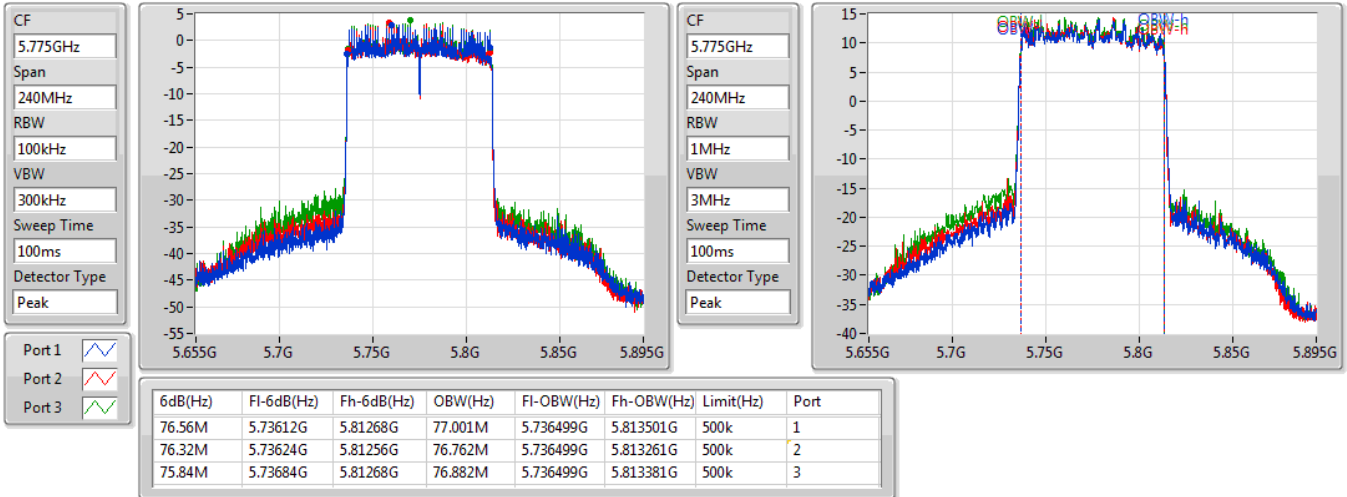 CF
5.775GHz
Span
240MHz
RBW
100kHz
VBW
300kHz
Sweep Time
100ms
Detector Type
Peak
5
0
-5
-10
-15
-20
-25
-30
-35
-40
-45
-50
-55
5.655G 5.7G 5.75G 5.8G 5.85G 5.895G
CF
5.775GHz
Span
240MHz
RBW
1MHz
VBW
3MHz
Sweep Time
100ms
Detector Type
Peak
15
10
5
0
-5
-10
-15
-20
-25
-30
-35
-40
OBW-h
OBW-h
5.655G 5.7G 5.75G 5.8G 5.85G 5.895G
Port 1
Port 2
Port 3
6dB(Hz) Fl-6dB(Hz) Fh-6dB(Hz) OBW(Hz) Fl-OBW(Hz) Fh-OBW(Hz) Limit(Hz) Port
76.56M 5.73612G 5.81268G 77.001M 5.736499G 5.813501G 500k 1
76.32M 5.73624G 5.81256G 76.762M 5.736499G 5.813261G 500k 2
75.84M 5.73684G 5.81268G 76.882M 5.736499G 5.813381G 500k 3